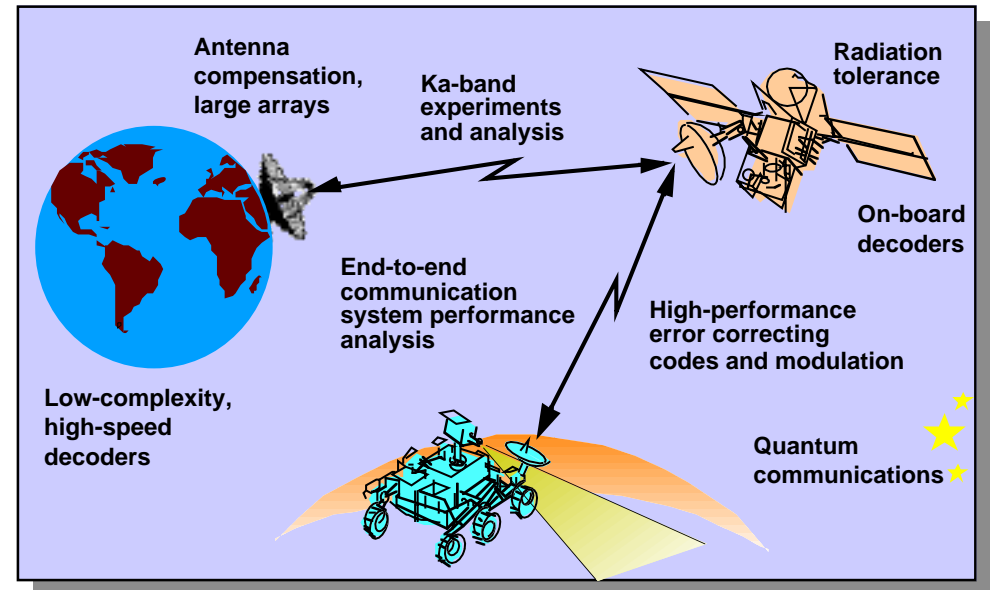 Antenna
compensation,
large arrays
Ka-band
experiments
and analysis
Radiation
tolerance
On-board
decoders
End-to-end
communication
system performance
analysis
High-performance
error correcting
codes and modulation
Low-complexity,
high-speed
decoders
Quantum
communications